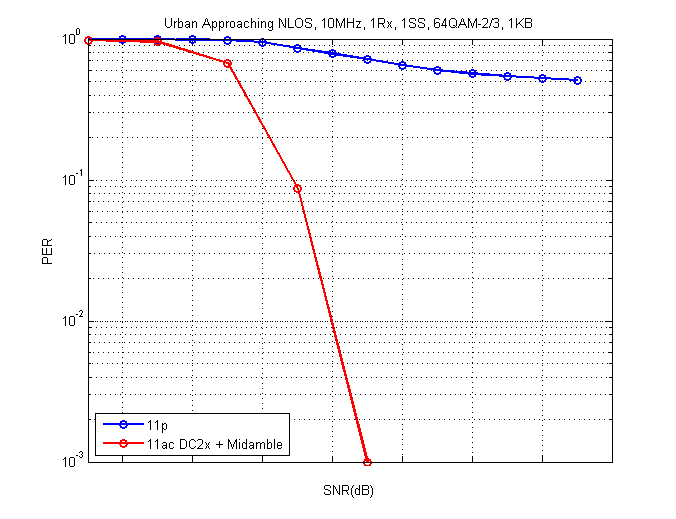 Urban Approaching NLOS, 10MHz, 1Rx, 1SS, 64QAM-2/3, 1KB
10^0
10^-1
10^-2
10^-3
PER
11p
11ac DC2x + Midamble
SNR(dB)